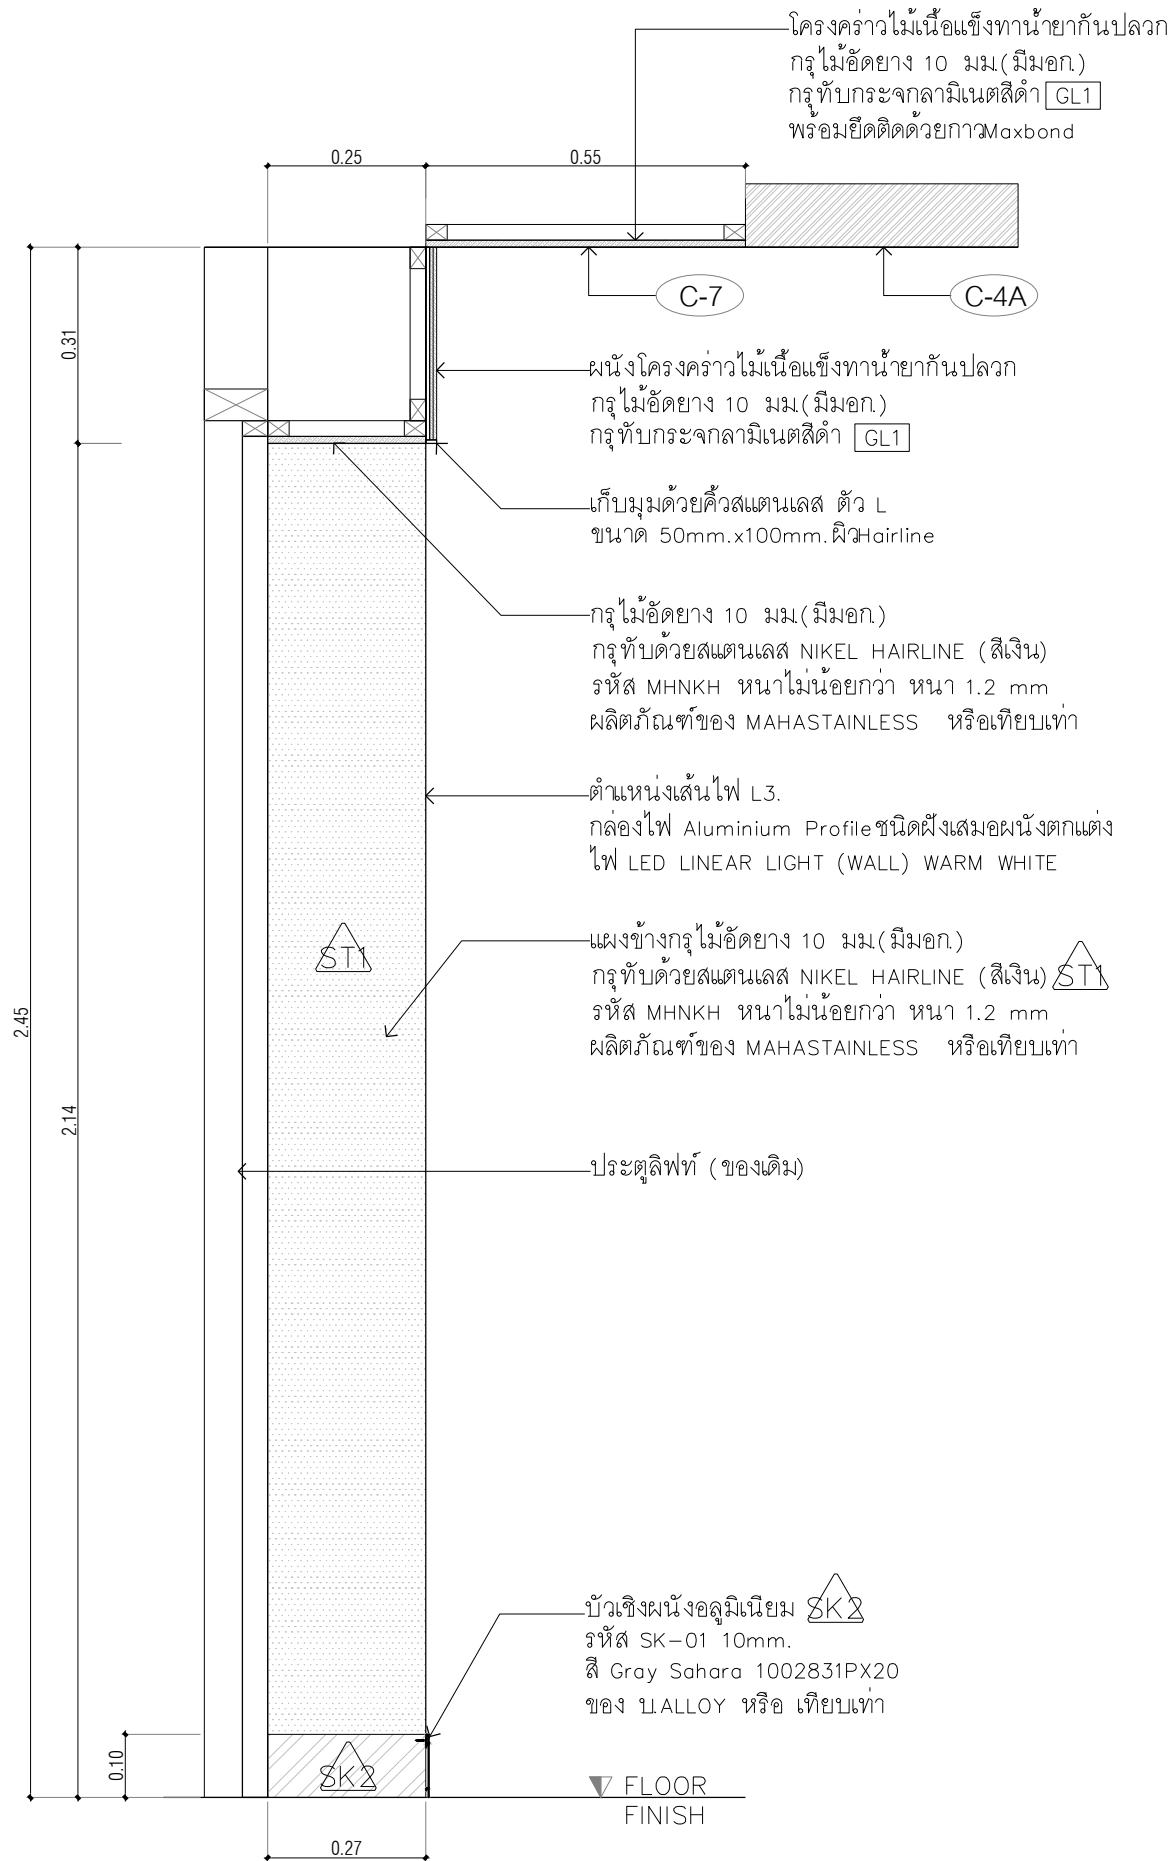 โครงคร่าวไม้เนื้อแข็งทาน้ำยากันปลวก
กรุไม้อัดยาง 10 มม.(มีมอก.)
กรุทับกระจกลามิเนตสีดำ GL1
พร้อมยึดติดด้วยกาวMaxbond
0.25
0.55
C-7
C-4A
0.31
ผนังโครงคร่าวไม้เนื้อแข็งทาน้ำยากันปลวก
กรุไม้อัดยาง 10 มม.(มีมอก.)
กรุทับกระจกลามิเนตสีดำ GL1
เก็บมุมด้วยคิ้วสแตนเลส ตัว L
ขนาด 50mm.x100mm.ผิวHairline
กรุไม้อัดยาง 10 มม.(มีมอก.)
กรุทับด้วยสแตนเลส NIKEL HAIRLINE (สีเงิน)
รหัส MHNKH หนาไม่น้อยกว่า หนา 1.2 mm
ผลิตภัณฑ์ของ MAHASTAINLESS หรือเทียบเท่า
ตำแหน่งเส้นไฟ L3.
กล่องไฟ Aluminium Profileชนิดฝังเสมอผนังตกแต่ง
ไฟ LED LINEAR LIGHT (WALL) WARM WHITE
ST1
แผงข้างกรุไม้อัดยาง 10 มม.(มีมอก.)
กรุทับด้วยสแตนเลส NIKEL HAIRLINE (สีเงิน) ST1
รหัส MHNKH หนาไม่น้อยกว่า หนา 1.2 mm
ผลิตภัณฑ์ของ MAHASTAINLESS หรือเทียบเท่า
2.45
2.14
ประตูลิฟท์ (ของเดิม)
บัวเชิงผนังอลูมิเนียม SK2
รหัส SK-01 10mm.
สี Gray Sahara 1002831PX20
ของ บ.ALLOY หรือ เทียบเท่า
0.10
SK2
FLOOR
FINISH
0.27